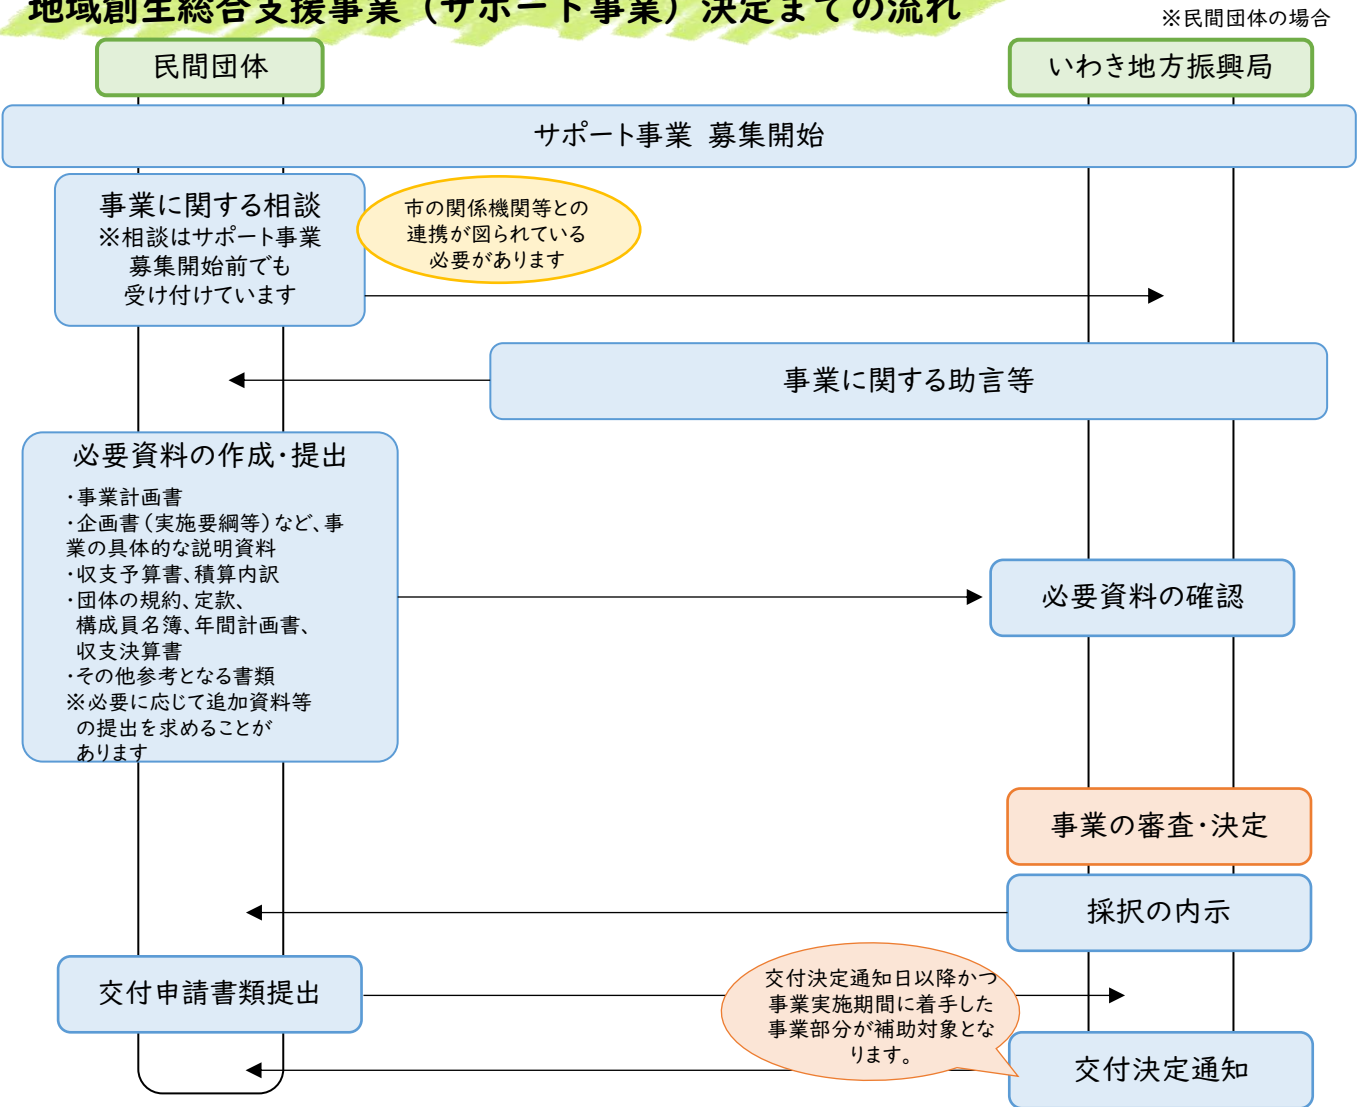 地域創生総合支援事業（サポート事業）決定までの流れ
※民間団体の場合
民間団体
いわき地方振興局
サポート事業 募集開始
事業に関する相談
※相談はサポート事業
募集開始前でも
受け付けています
市の関係機関等との
連携が図られている
必要があります
事業に関する助言等
必要資料の作成・提出
・事業計画書
・企画書（実施要綱等）など、事
業の具体的な説明資料
・収支予算書、積算内訳
・団体の規約、定款、
構成員名簿、年間計画書、
収支決算書
・その他参考となる書類
※必要に応じて追加資料等
の提出を求めることが
あります
必要資料の確認
事業の審査・決定
採択の内示
交付申請書類提出
交付決定通知日以降かつ
事業実施期間に着手した
事業部分が補助対象とな
ります。
交付決定通知